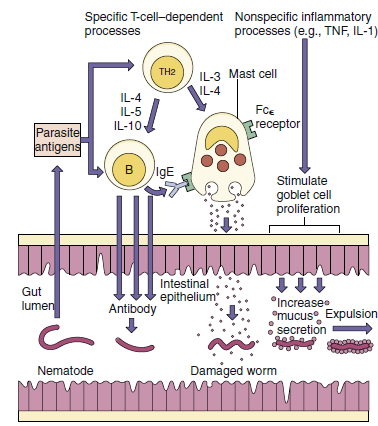 Specific T-cell–dependent
processes
Nonspecific inflammatory
processes (e.g., TNF, IL-1)
TH2
IL-3
IL-4
Mast cell
IL-4
IL-5
IL-10
Fcϵ
receptor
Parasite
antigens
B
IgE
Stimulate
goblet cell
proliferation
Gut
lumen
Antibody
Intestinal
epithelium
Increase
mucus
secretion
Expulsion
Nematode
Damaged worm